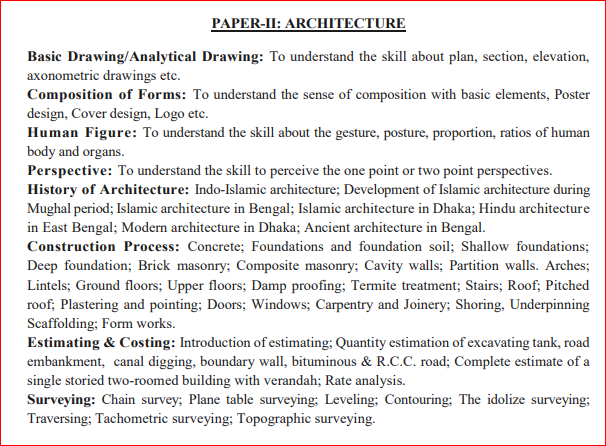 PAPER-II: ARCHITECTURE
Basic Drawing/Analytical Drawing: To understand the skill about plan, section, elevation,
axonometric drawings etc.
Composition of Forms: To understand the sense of composition with basic elements, Poster
design, Cover design, Logo etc.
Human Figure: To understand the skill about the gesture, posture, proportion, ratios of human
body and organs.
Perspective: To understand the skill to perceive the one point or two point perspectives.
History of Architecture: Indo-Islamic architecture; Development of Islamic architecture during
Mughal period; Islamic architecture in Bengal; Islamic architecture in Dhaka; Hindu architecture
in East Bengal; Modern architecture in Dhaka; Ancient architecture in Bengal.
Construction Process: Concrete; Foundations and foundation soil; Shallow foundations;
Deep foundation; Brick masonry; Composite masonry; Cavity walls; Partition walls. Arches;
Lintels; Ground floors; Upper floors; Damp proofing; Termite treatment; Stairs; Roof; Pitched
roof; Plastering and pointing; Doors; Windows; Carpentry and Joinery; Shoring, Underpinning
Scaffolding; Form works.
Estimating & Costing: Introduction of estimating; Quantity estimation of excavating tank, road
embankment, canal digging, boundary wall, bituminous & R.C.C. road; Complete estimate of a
single storied two-roomed building with verandah; Rate analysis.
Surveying: Chain survey; Plane table surveying; Leveling; Contouring; The idolize surveying;
Traversing; Tachometric surveying; Topographic surveying.